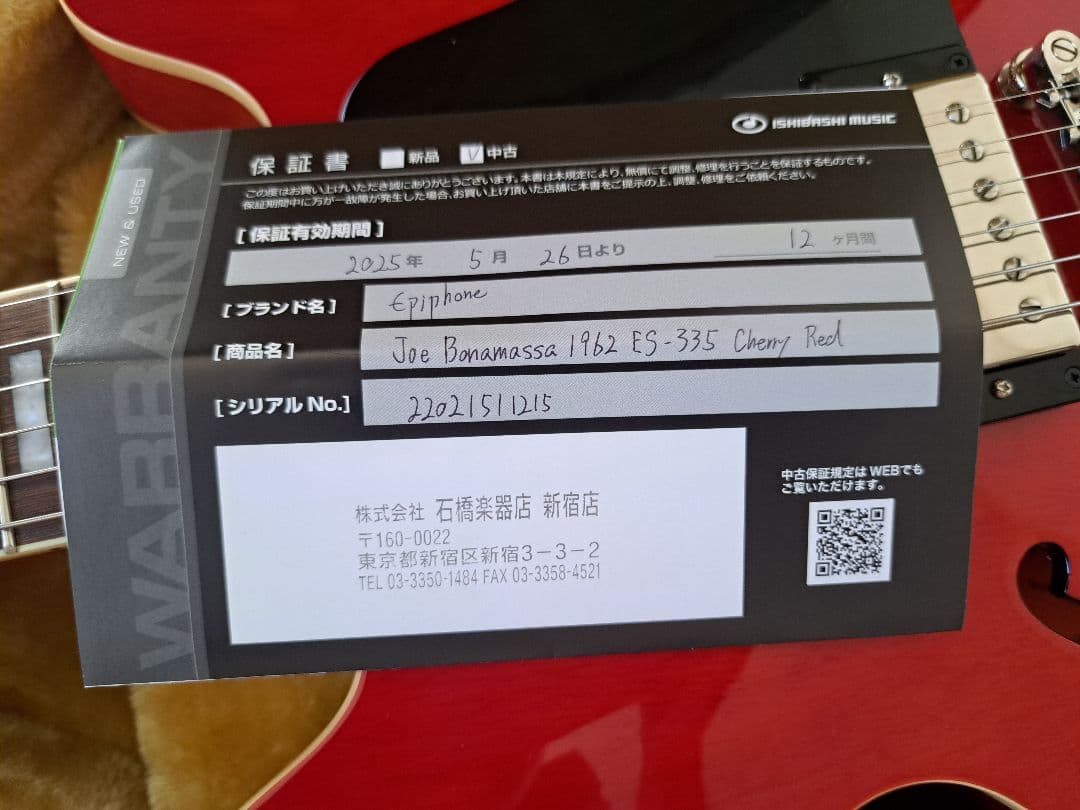 ISHIBASHI MUSIC
NEW & USED
WARRANTY
保証書 新品 ✓中古
この度はお買い上げいただき誠にありがとうございます。本書は本規定により、無償にて調整、修理を行うことを保証するものです。
保証期間中に万が一故障が発生した場合、お買い上げ頂いた店舗に本書をご提示の上、調整、修理をご依頼ください。
[保証有効期間]
2025年 5月 26日より 12ヶ月間
[ブランド名] Epiphone
[商品名] Joe Bonamassa 1962 ES-335 Cherry Red
[シリアルNo.] 22021511215
株式会社 石橋楽器店 新宿店
〒160-0022
東京都新宿区新宿3-3-2
TEL 03-3350-1484 FAX 03-3358-4521
中古保証規定はWEBでも
ご覧いただけます。